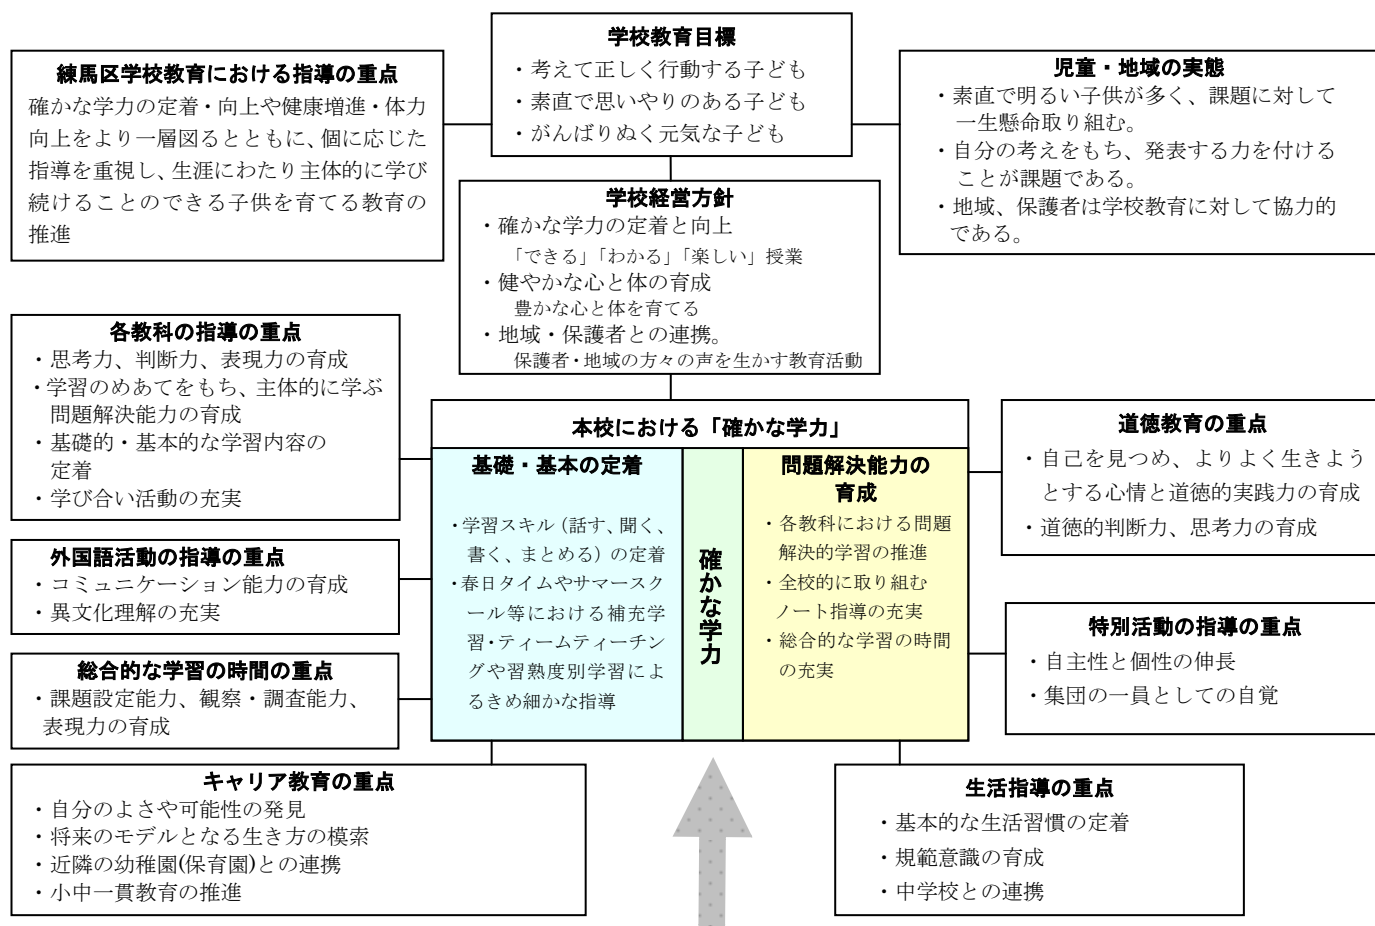 学校教育目標
・考えて正しく行動する子ども
・素直で思いやりのある子ども
・がんばりぬく元気な子ども
練馬区学校教育における指導の重点
確かな学力の定着・向上や健康増進・体力
向上をより一層図るとともに、個に応じた
指導を重視し、生涯にわたり主体的に学び
続けることのできる子供を育てる教育の
推進
児童・地域の実態
・素直で明るい子供が多く、課題に対して
一生懸命取り組む。
・自分の考えをもち、発表する力を付ける
ことが課題である。
・地域、保護者は学校教育に対して協力的
である。
学校経営方針
・確かな学力の定着と向上
「できる」「わかる」「楽しい」授業
・健やかな心と体の育成
豊かな心と体を育てる
・地域・保護者との連携。
保護者・地域の方々の声を生かす教育活動
各教科の指導の重点
・思考力、判断力、表現力の育成
・学習のめあてをもち、主体的に学ぶ
問題解決能力の育成
・基礎的・基本的な学習内容の
定着
・学び合い活動の充実
外国語活動の指導の重点
・コミュニケーション能力の育成
・異文化理解の充実
総合的な学習の時間の重点
・課題設定能力、観察・調査能力、
表現力の育成
本校における「確かな学力」
基礎・基本の定着
・学習スキル（話す、聞く、
書く、まとめる）の定着
・春日タイムやサマースク
ール等における補充学
習・ティームティーチン
グや習熟度別学習によ
るきめ細かな指導
確かな学力
問題解決能力の
育成
・各教科における問題
解決的学習の推進
・全校的に取り組む
ノート指導の充実
・総合的な学習の時間
の充実
道徳教育の重点
・自己を見つめ、よりよく生きよう
とする心情と道徳的実践力の育成
・道徳的判断力、思考力の育成
特別活動の指導の重点
・自主性と個性の伸長
・集団の一員としての自覚
キャリア教育の重点
・自分のよさや可能性の発見
・将来のモデルとなる生き方の模索
・近隣の幼稚園(保育園)との連携
・小中一貫教育の推進
生活指導の重点
・基本的な生活習慣の定着
・規範意識の育成
・中学校との連携